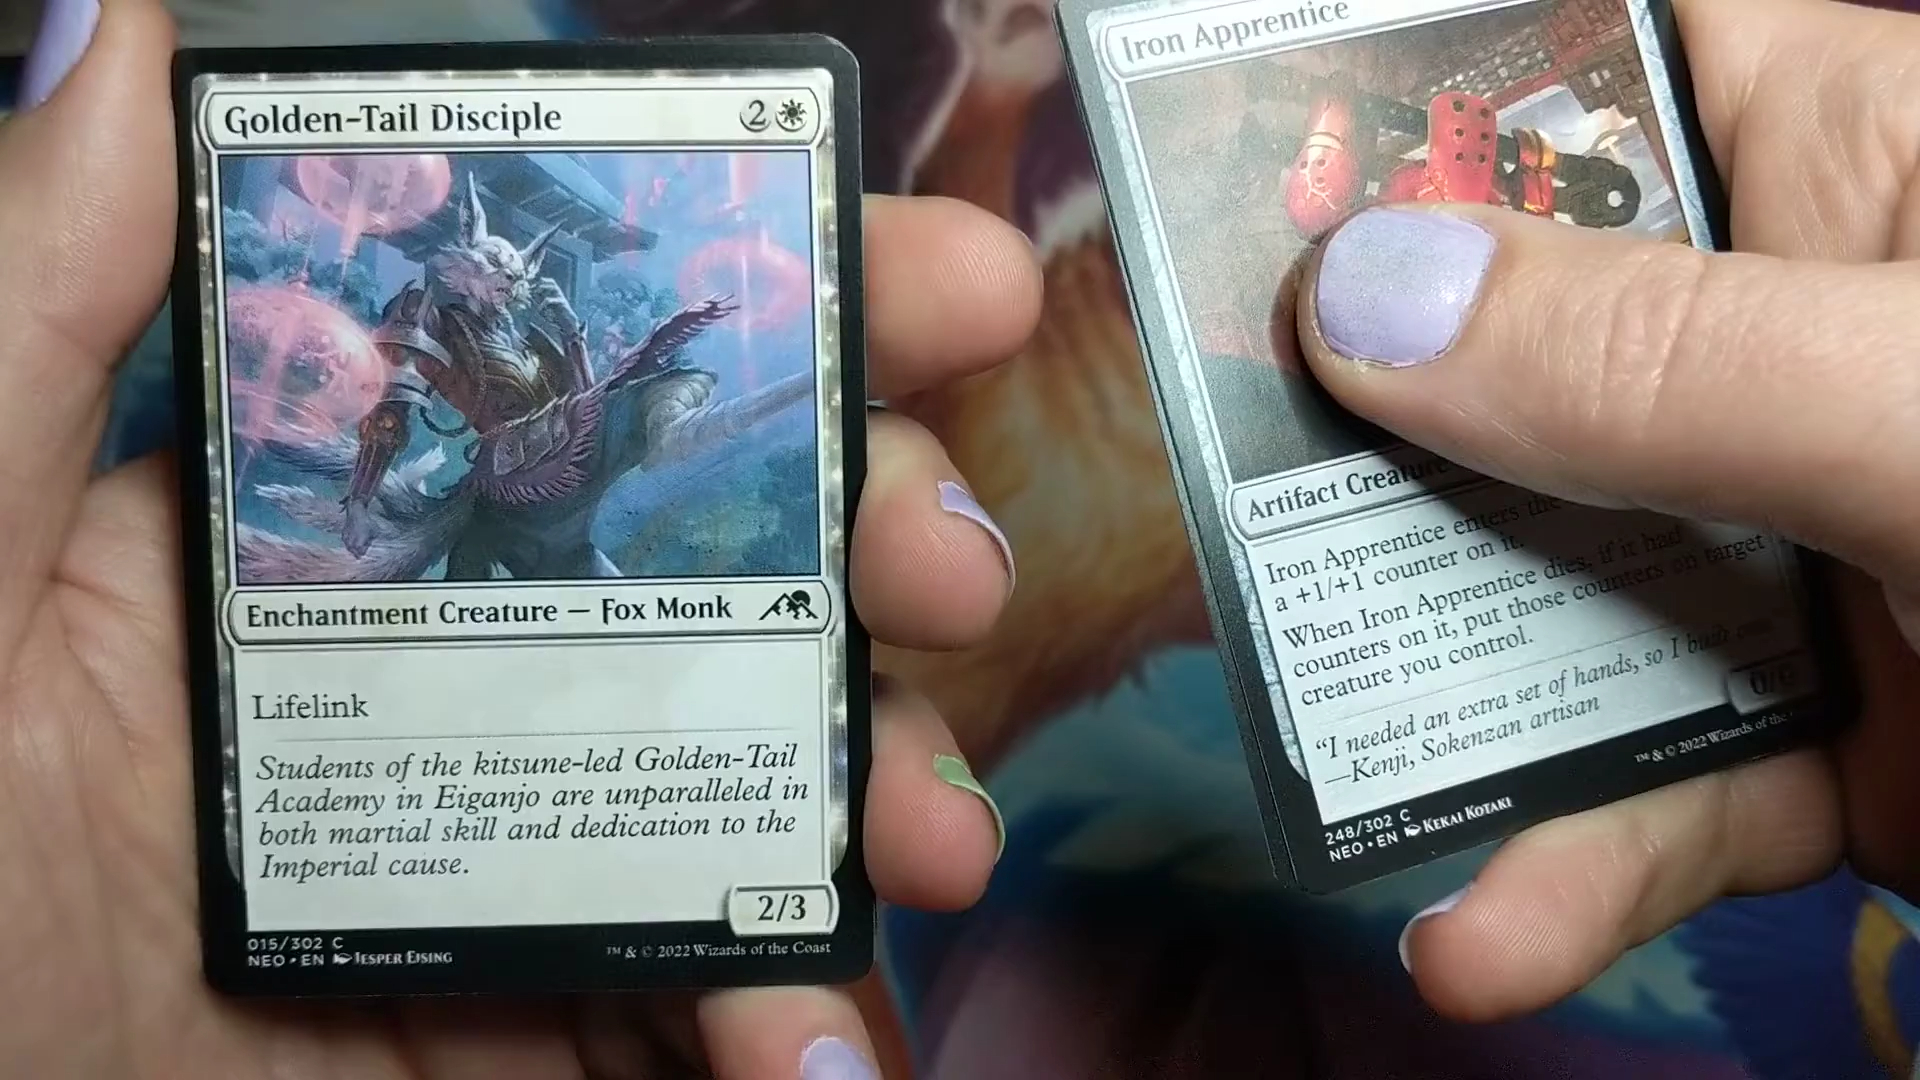 Golden-Tail Disciple
2
Enchantment Creature — Fox Monk
Lifelink
Students of the kitsune-led Golden-Tail
Academy in Eiganjo are unparalleled in
both martial skill and dedication to the
Imperial cause.
2/3
015/302 C
NEO • EN JESPER EJSING
™ & © 2022 Wizards of the Coast
Iron Apprentice
Artifact Creature
Iron Apprentice enters the
a +1/+1 counter on it.
When Iron Apprentice dies, if it had
counters on it, put those counters on target
creature you control.
“I needed an extra set of hands, so I built
—Kenji, Sokenzan artisan
248/302 C
NEO • EN KEKAI KOTAKI
™ & © 2022 Wizards of the